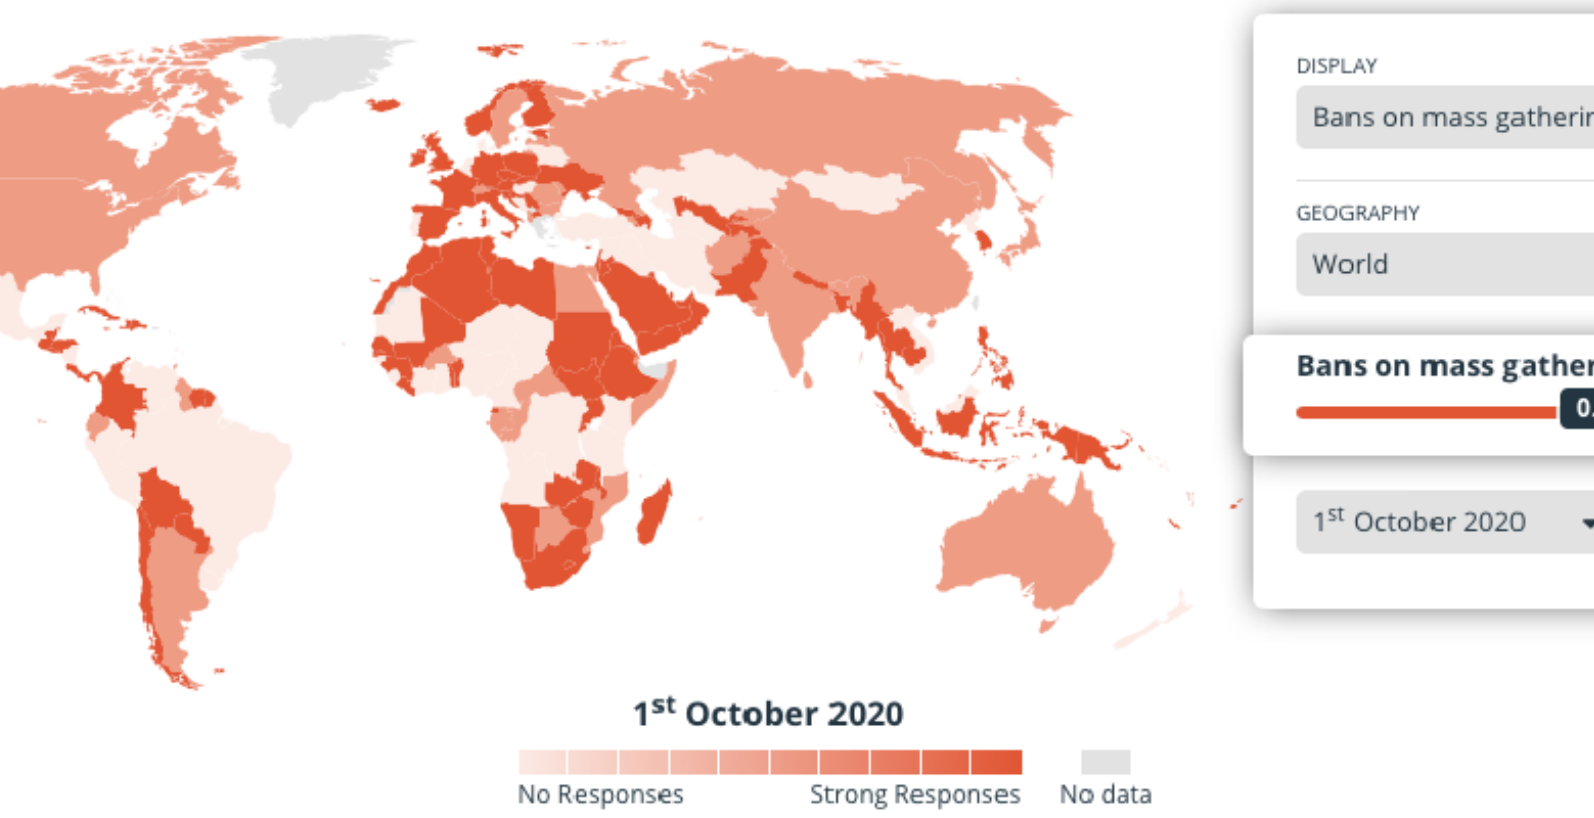 DISPLAY
Bans on mass gatherin
GEOGRAPHY
World
Bans on mass gather
0.
1st October 2020
1st October 2020
No Responses
Strong Responses
No data